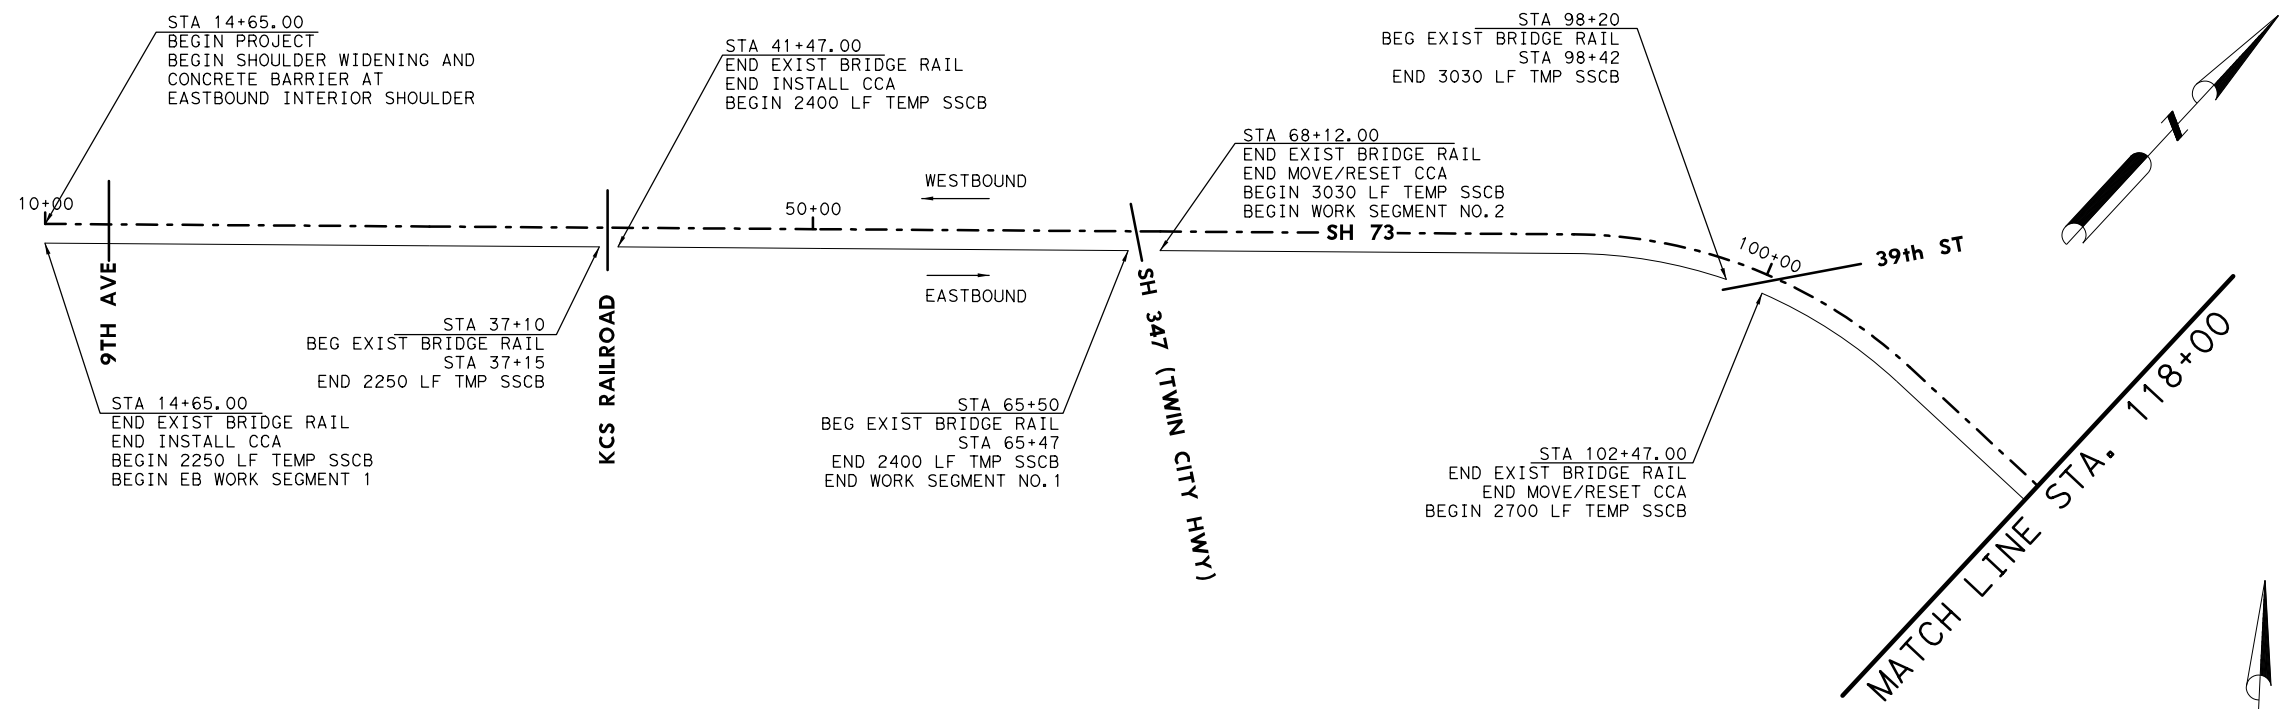 STA 14+65.00
BEGIN PROJECT
BEGIN SHOULDER WIDENING AND
CONCRETE BARRIER AT
EASTBOUND INTERIOR SHOULDER
STA 41+47.00
END EXIST BRIDGE RAIL
END INSTALL CCA
BEGIN 2400 LF TEMP SSCB
STA 98+20
BEG EXIST BRIDGE RAIL
STA 98+42
END 3030 LF TMP SSCB
STA 68+12.00
END EXIST BRIDGE RAIL
END MOVE/RESET CCA
BEGIN 3030 LF TEMP SSCB
BEGIN WORK SEGMENT NO.2
WESTBOUND
10+00
50+00
SH 73
100+00
39th ST
EASTBOUND
9TH AVE
KCS RAILROAD
SH 347 (TWIN CITY HWY)
STA 37+10
BEG EXIST BRIDGE RAIL
STA 37+15
END 2250 LF TMP SSCB
STA 14+65.00
END EXIST BRIDGE RAIL
END INSTALL CCA
BEGIN 2250 LF TEMP SSCB
BEGIN EB WORK SEGMENT 1
STA 65+50
BEG EXIST BRIDGE RAIL
STA 65+47
END 2400 LF TMP SSCB
END WORK SEGMENT NO.1
STA 102+47.00
END EXIST BRIDGE RAIL
END MOVE/RESET CCA
BEGIN 2700 LF TEMP SSCB
MATCH LINE STA. 118+00
N